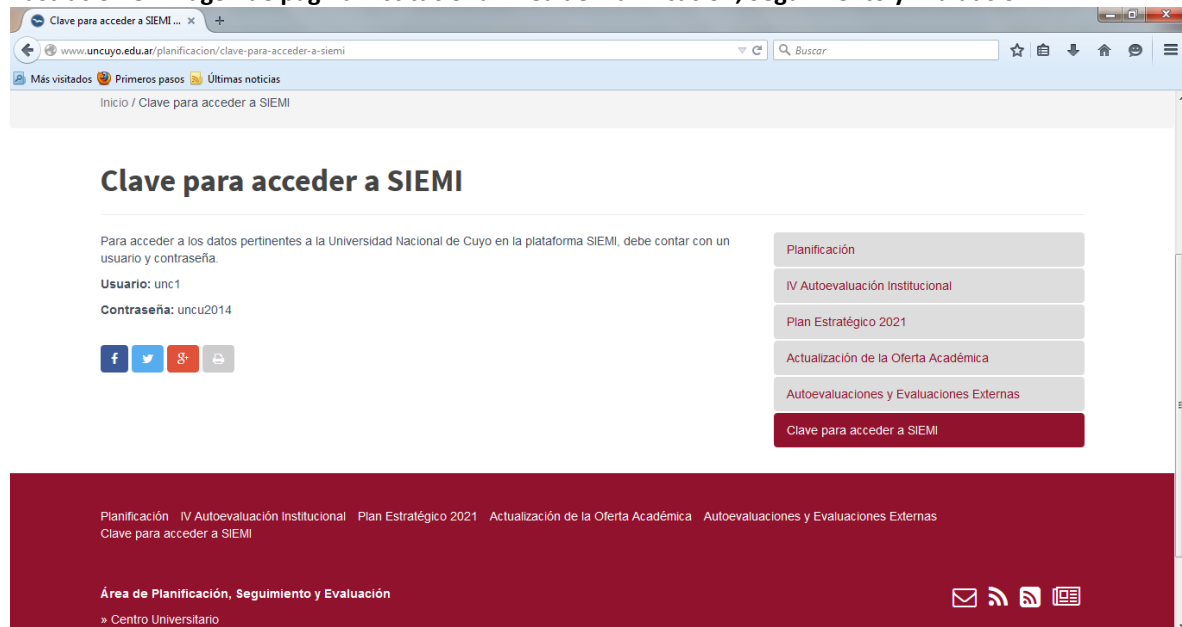 Clave para acceder a SIEMI ... × +
www.uncuyo.edu.ar/planificacion/clave-para-acceder-a-siemi
Buscar
Más visitados Primeros pasos Últimas noticias
Inicio / Clave para acceder a SIEMI
Clave para acceder a SIEMI
Para acceder a los datos pertinentes a la Universidad Nacional de Cuyo en la plataforma SIEMI, debe contar con un
usuario y contraseña.
Usuario: unc1
Contraseña: uncu2014
Planificación
IV Autoevaluación Institucional
Plan Estratégico 2021
Actualización de la Oferta Académica
Autoevaluaciones y Evaluaciones Externas
Clave para acceder a SIEMI
Planificación IV Autoevaluación Institucional Plan Estratégico 2021 Actualización de la Oferta Académica Autoevaluaciones y Evaluaciones Externas
Clave para acceder a SIEMI
Área de Planificación, Seguimiento y Evaluación
» Centro Universitario